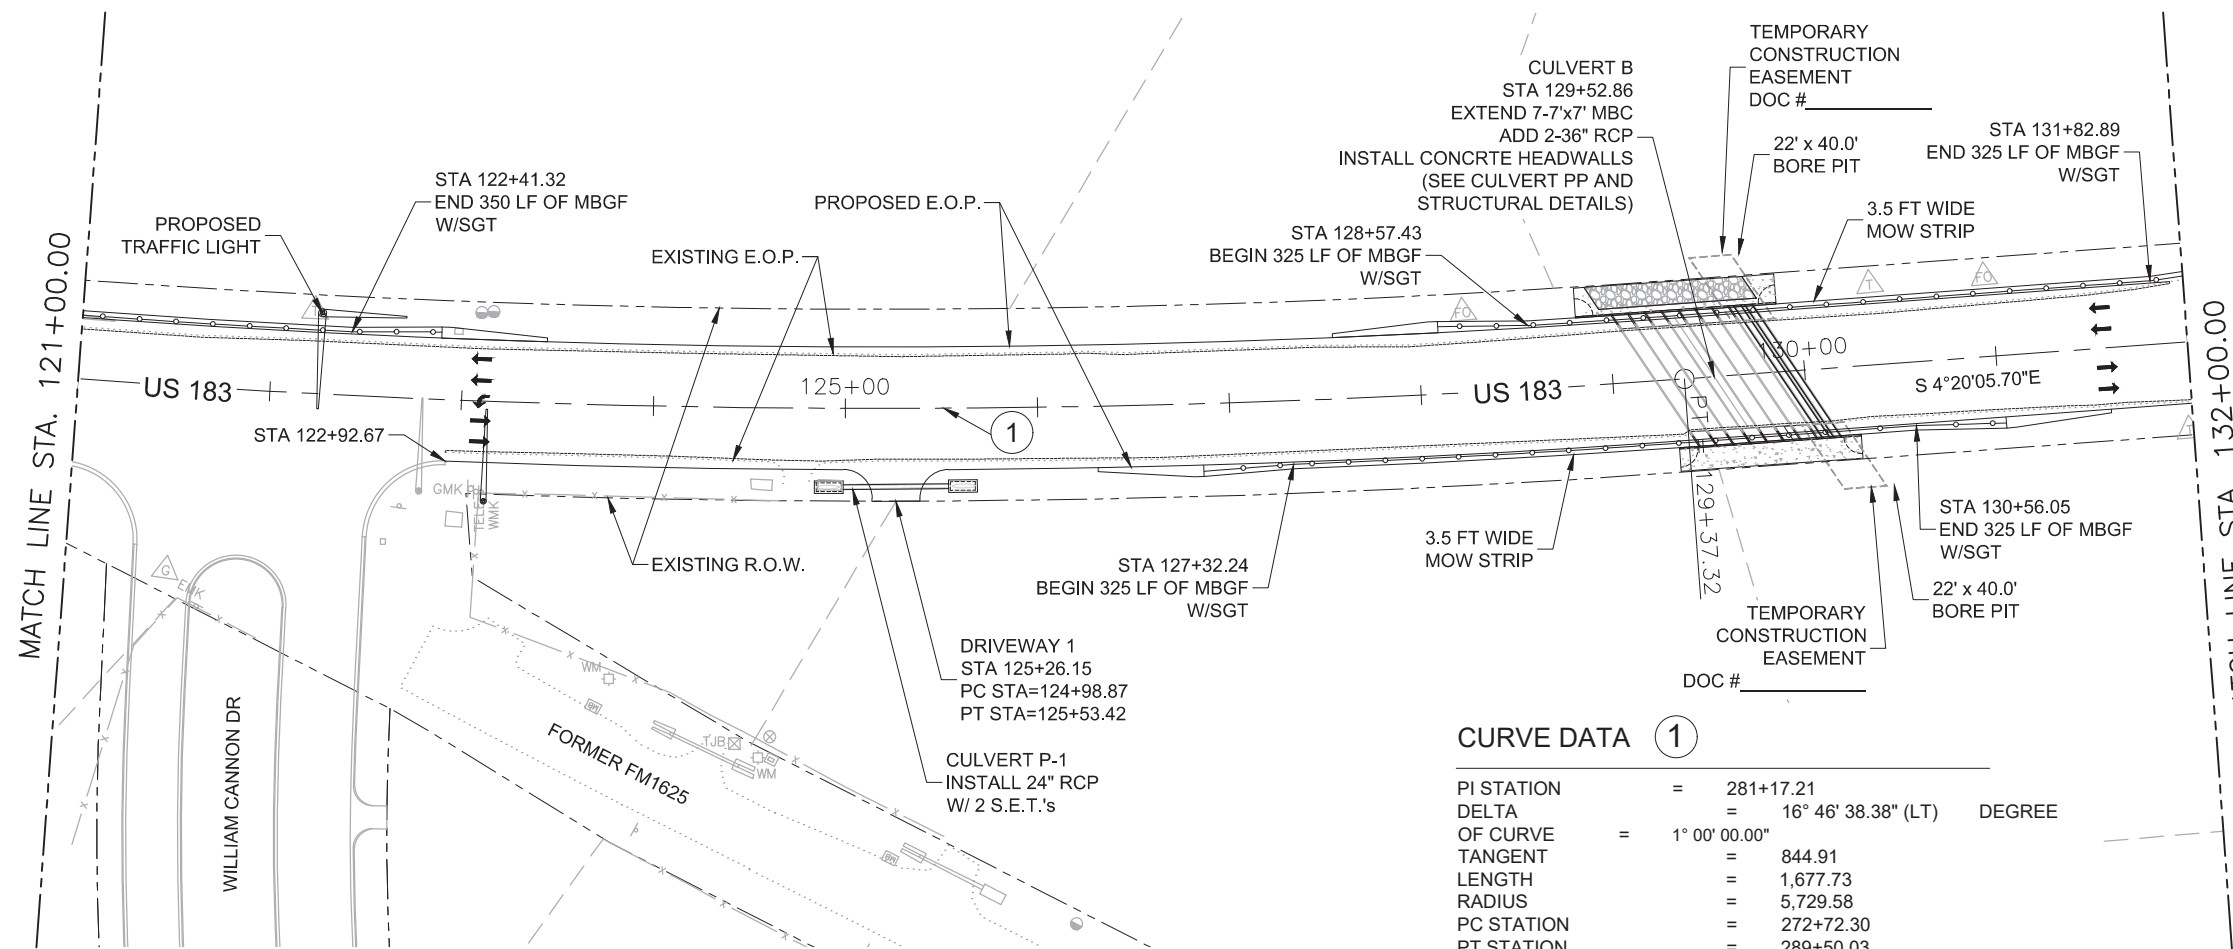 MATCH LINE STA. 121+00.00
PROPOSED
TRAFFIC LIGHT
STA 122+41.32
END 350 LF OF MBGF
W/SGT
EXISTING E.O.P.
PROPOSED E.O.P.
CULVERT B
STA 129+52.86
EXTEND 7-7'x7' MBC
ADD 2-36" RCP
INSTALL CONCRTE HEADWALLS
(SEE CULVERT PP AND
STRUCTURAL DETAILS)
TEMPORARY
CONSTRUCTION
EASEMENT
DOC #
22' x 40.0'
BORE PIT
STA 131+82.89
END 325 LF OF MBGF
W/SGT
3.5 FT WIDE
MOW STRIP
STA 128+57.43
BEGIN 325 LF OF MBGF
W/SGT
FO
T
FO
US 183
125+00
US 183
130+00
S 4°20'05.70"E
1
PT 129+37.32
STA 122+92.67
GMK
TELE
WMK
EXISTING R.O.W.
STA 127+32.24
BEGIN 325 LF OF MBGF
W/SGT
3.5 FT WIDE
MOW STRIP
STA 130+56.05
END 325 LF OF MBGF
W/SGT
22' x 40.0'
BORE PIT
TEMPORARY
CONSTRUCTION
EASEMENT
DOC #
DRIVEWAY 1
STA 125+26.15
PC STA=124+98.87
PT STA=125+53.42
CULVERT P-1
INSTALL 24" RCP
W/ 2 S.E.T.'s
G
EMK
WILLIAM CANNON DR
FORMER FM1625
WM
TJB
WM
T
STA. 132+00.00
CURVE DATA 1
PI STATION = 281+17.21
DELTA = 16° 46' 38.38" (LT) DEGREE
OF CURVE = 1° 00' 00.00"
TANGENT = 844.91
LENGTH = 1,677.73
RADIUS = 5,729.58
PC STATION = 272+72.30
PT STATION = 289+50.03